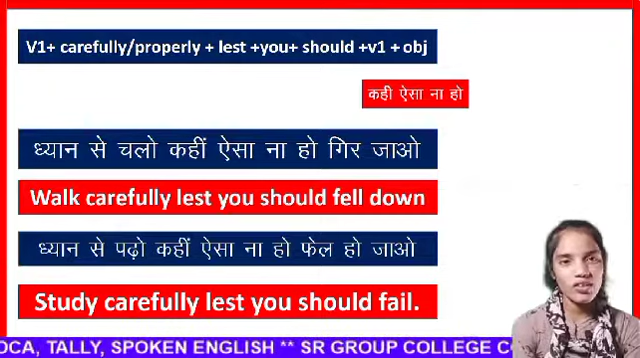 V1+ carefully/properly + lest +you+ should +v1 + obj
कही ऐसा ना हो
ध्यान से चलो कहीं ऐसा ना हो गिर जाओ
Walk carefully lest you should fell down
ध्यान से पढ़ो कहीं ऐसा ना हो फेल हो जाओ
Study carefully lest you should fail.
OCA, TALLY, SPOKEN ENGLISH ** SR GROUP COLLEGE C